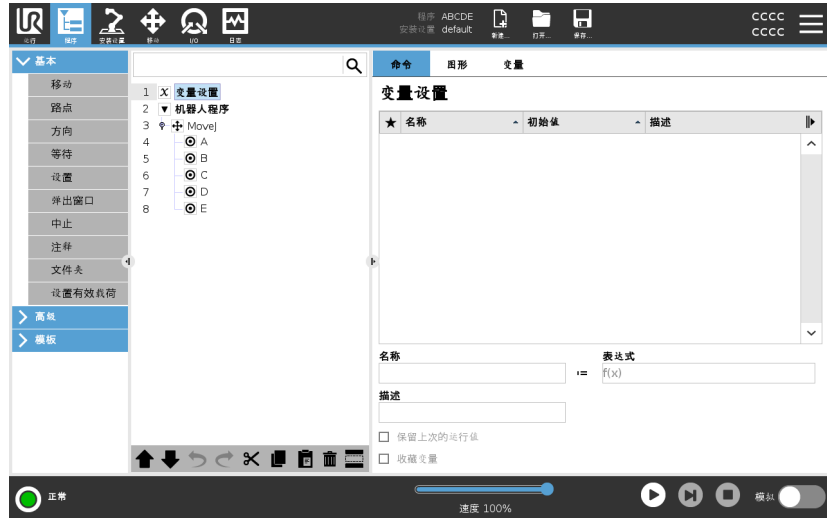 UR
程序 ABCDE
安装设置 default
CCCC
CCCC
运行
程序
安装设置
移动
I/O
日志
新建...
打开...
保存...
基本
移动
路点
方向
等待
设置
弹出窗口
中止
注释
文件夹
设置有效载荷
高级
模板
1 X 变量设置
2 ▼ 机器人程序
3 MoveJ
4 A
5 B
6 C
7 D
8 E
命令 图形 变量
变量设置
★ 名称 初始值 描述
名称 表达式
:= f(x)
描述
保留上次的运行值
收藏变量
正常
速度 100%
模拟